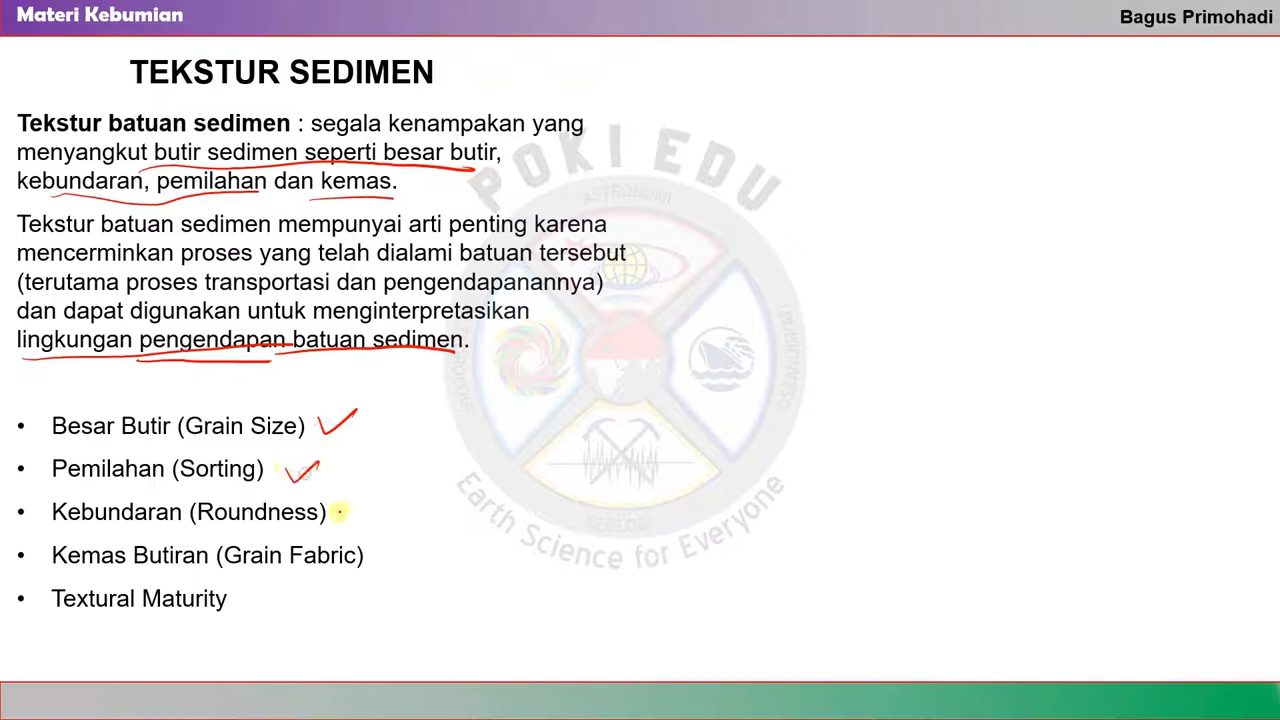 Materi Kebumian
Bagus Primohadi
TEKSTUR SEDIMEN
Tekstur batuan sedimen : segala kenampakan yang
menyangkut butir sedimen seperti besar butir,
kebundaran, pemilahan dan kemas.
Tekstur batuan sedimen mempunyai arti penting karena
mencerminkan proses yang telah dialami batuan tersebut
(terutama proses transportasi dan pengendapanannya)
dan dapat digunakan untuk menginterpretasikan
lingkungan pengendapan batuan sedimen.
• Besar Butir (Grain Size)
• Pemilahan (Sorting)
• Kebundaran (Roundness)
• Kemas Butiran (Grain Fabric)
• Textural Maturity
POKI EDU
ASTRONOMI
GEOLOGI
Earth Science for Everyone